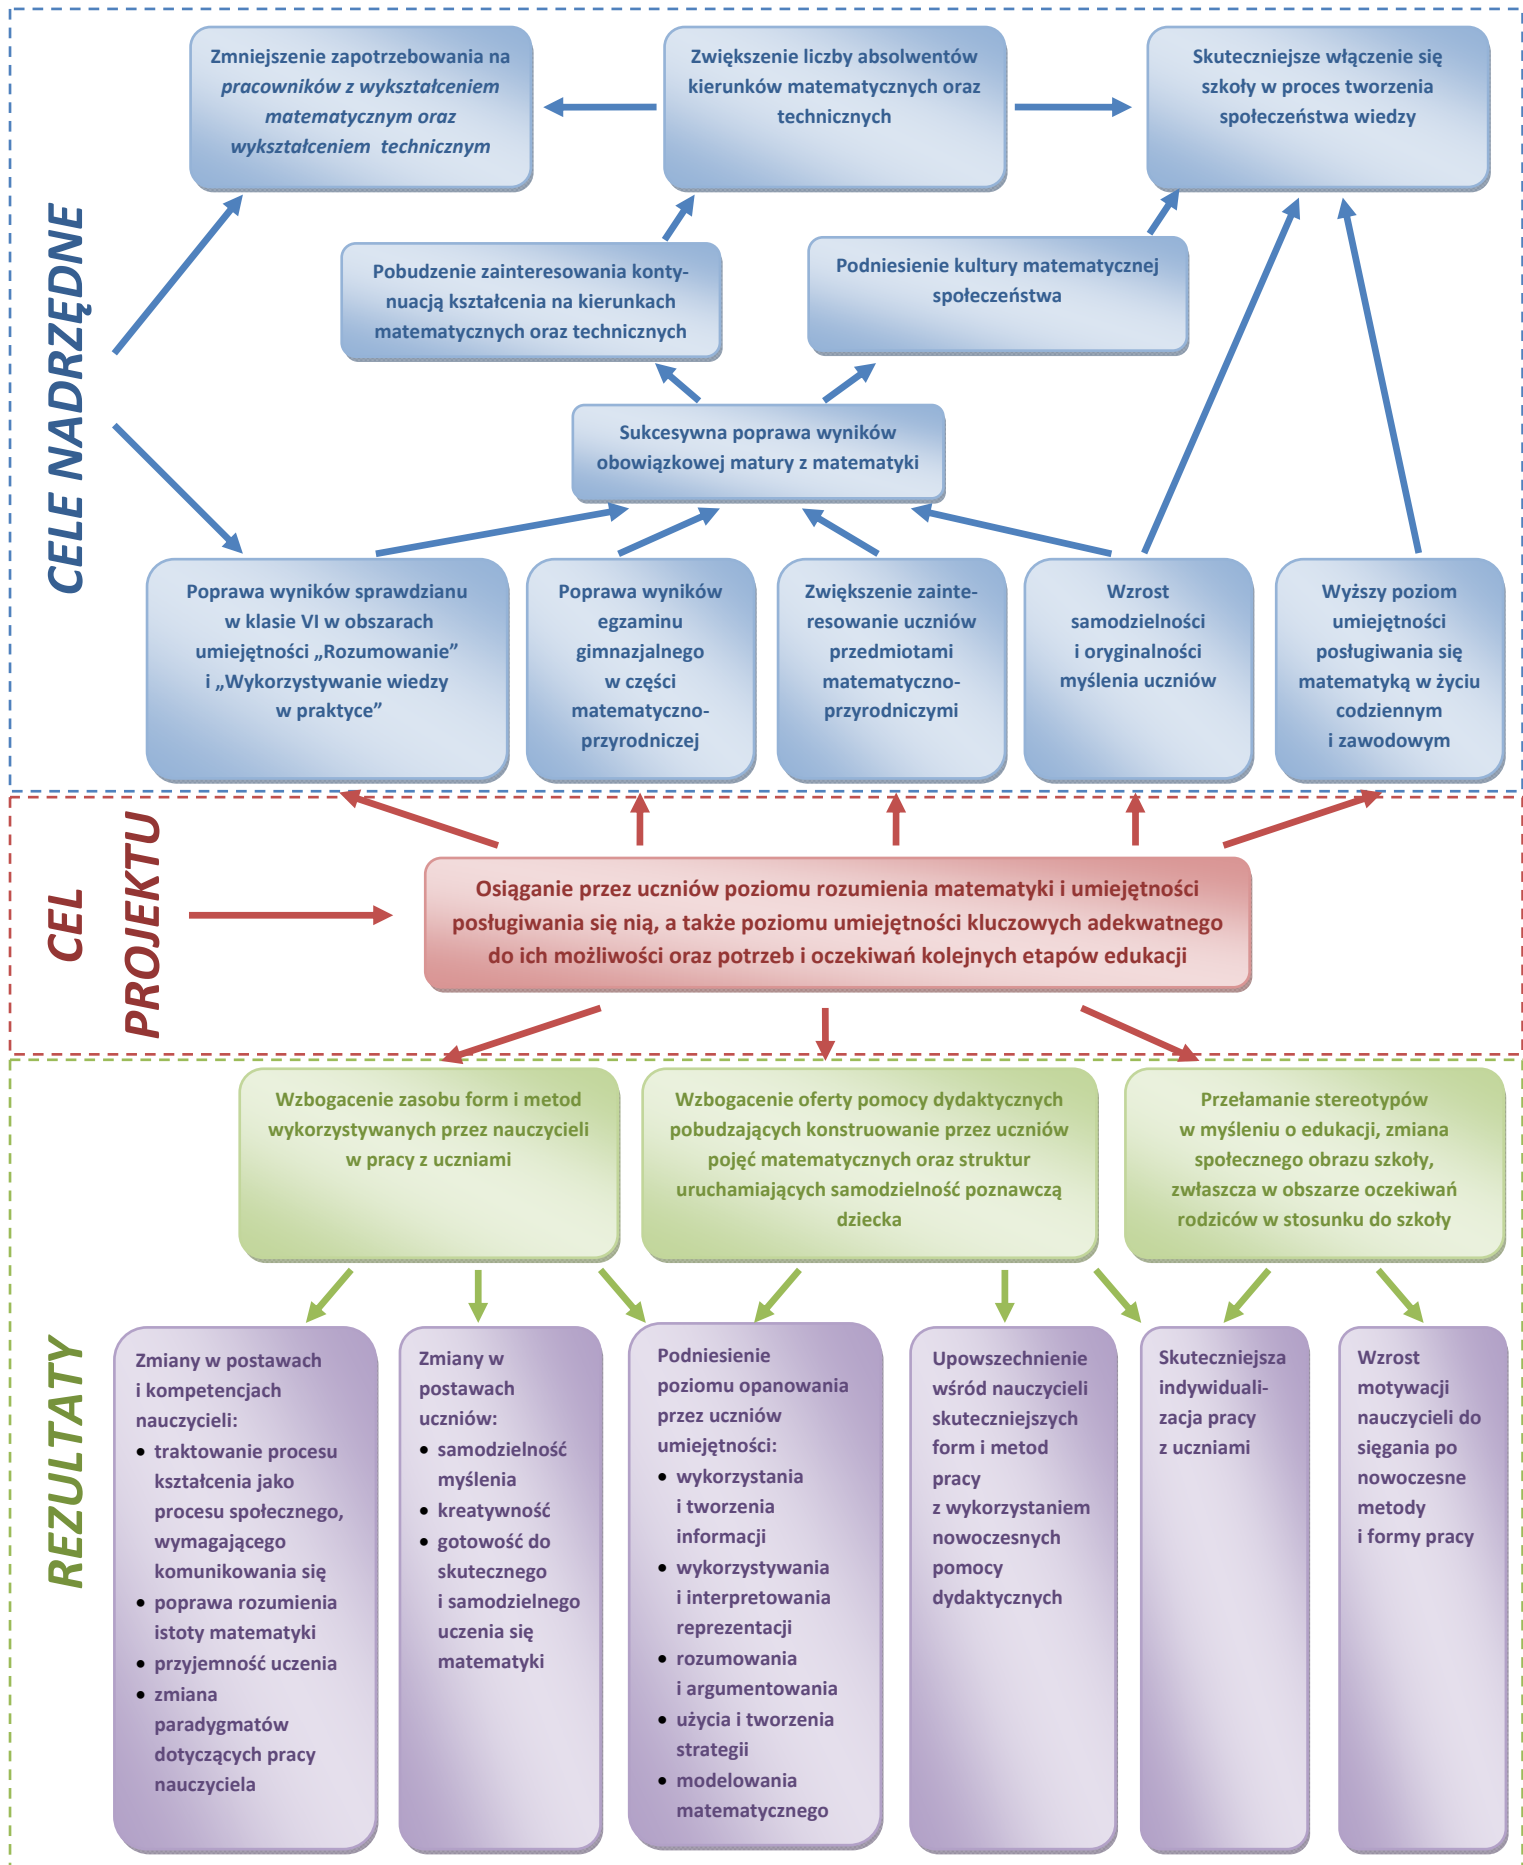 CELE NADRZĘDNE
Zmniejszenie zapotrzebowania na
pracowników z wykształceniem
matematycznym oraz
wykształceniem technicznym
Zwiększenie liczby absolwentów
kierunków matematycznych oraz
technicznych
Skuteczniejsze włączenie się
szkoły w proces tworzenia
społeczeństwa wiedzy
Pobudzenie zainteresowania konty-
nuacją kształcenia na kierunkach
matematycznych oraz technicznych
Podniesienie kultury matematycznej
społeczeństwa
Sukcesywna poprawa wyników
obowiązkowej matury z matematyki
Poprawa wyników sprawdzianu
w klasie VI w obszarach
umiejętności „Rozumowanie”
i „Wykorzystywanie wiedzy
w praktyce”
Poprawa wyników
egzaminu
gimnazjalnego
w części
matematyczno-
przyrodniczej
Zwiększenie zainte-
resowanie uczniów
przedmiotami
matematyczno-
przyrodniczymi
Wzrost
samodzielności
i oryginalności
myślenia uczniów
Wyższy poziom
umiejętności
posługiwania się
matematyką w życiu
codziennym
i zawodowym
CEL
PROJEKTU
Osiąganie przez uczniów poziomu rozumienia matematyki i umiejętności
posługiwania się nią, a także poziomu umiejętności kluczowych adekwatnego
do ich możliwości oraz potrzeb i oczekiwań kolejnych etapów edukacji
REZULTATY
Wzbogacenie zasobu form i metod
wykorzystywanych przez nauczycieli
w pracy z uczniami
Wzbogacenie oferty pomocy dydaktycznych
pobudzających konstruowanie przez uczniów
pojęć matematycznych oraz struktur
uruchamiających samodzielność poznawczą
dziecka
Przełamanie stereotypów
w myśleniu o edukacji, zmiana
społecznego obrazu szkoły,
zwłaszcza w obszarze oczekiwań
rodziców w stosunku do szkoły
Zmiany w postawach
i kompetencjach
nauczycieli:
• traktowanie procesu
kształcenia jako
procesu społecznego,
wymagającego
komunikowania się
• poprawa rozumienia
istoty matematyki
• przyjemność uczenia
• zmiana
paradygmatów
dotyczących pracy
nauczyciela
Zmiany w
postawach
uczniów:
• samodzielność
myślenia
• kreatywność
• gotowość do
skutecznego
i samodzielnego
uczenia się
matematyki
Podniesienie
poziomu opanowania
przez uczniów
umiejętności:
• wykorzystania
i tworzenia
informacji
• wykorzystywania
i interpretowania
reprezentacji
• rozumowania
i argumentowania
• użycia i tworzenia
strategii
• modelowania
matematycznego
Upowszechnienie
wśród nauczycieli
skuteczniejszych
form i metod
pracy
z wykorzystaniem
nowoczesnych
pomocy
dydaktycznych
Skuteczniejsza
indywiduali-
zacja pracy
z uczniami
Wzrost
motywacji
nauczycieli do
sięgania po
nowoczesne
metody
i formy pracy